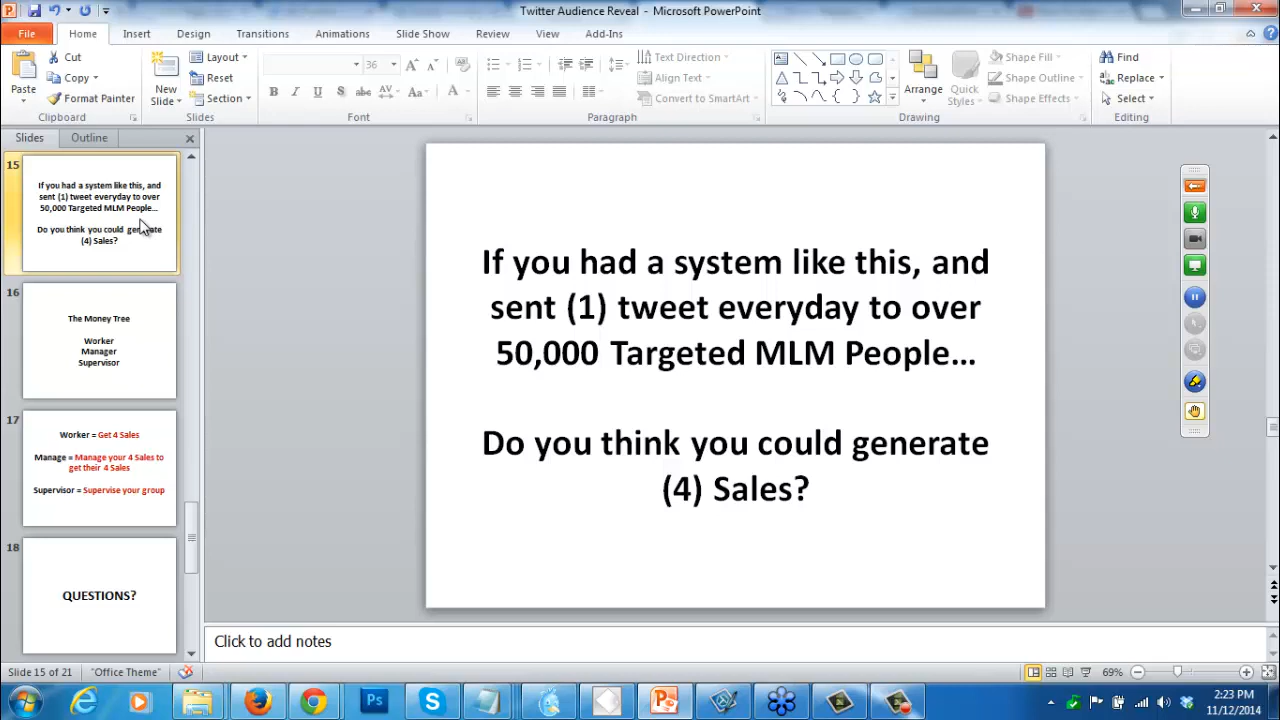 Twitter Audience Reveal - Microsoft PowerPoint
File Home Insert Design Transitions Animations Slide Show Review View Add-Ins
Paste
Cut
Copy
Format Painter
Clipboard
New Slide
Layout
Reset
Section
Slides
36
B I U S abc AV Aa A
Font
Text Direction
Align Text
Convert to SmartArt
Paragraph
Arrange
Quick Styles
Shape Fill
Shape Outline
Shape Effects
Drawing
Find
Replace
Select
Editing
Slides Outline
15
If you had a system like this, and
sent (1) tweet everyday to over
50,000 Targeted MLM People...
Do you think you could generate
(4) Sales?
16
The Money Tree
Worker
Manager
Supervisor
17
Worker = Get 4 Sales
Manage = Manage your 4 Sales to
get their 4 Sales
Supervisor = Supervise your group
18
QUESTIONS?
If you had a system like this, and
sent (1) tweet everyday to over
50,000 Targeted MLM People...
Do you think you could generate
(4) Sales?
Click to add notes
Slide 15 of 21 "Office Theme" 69%
Ps
2:23 PM
11/12/2014